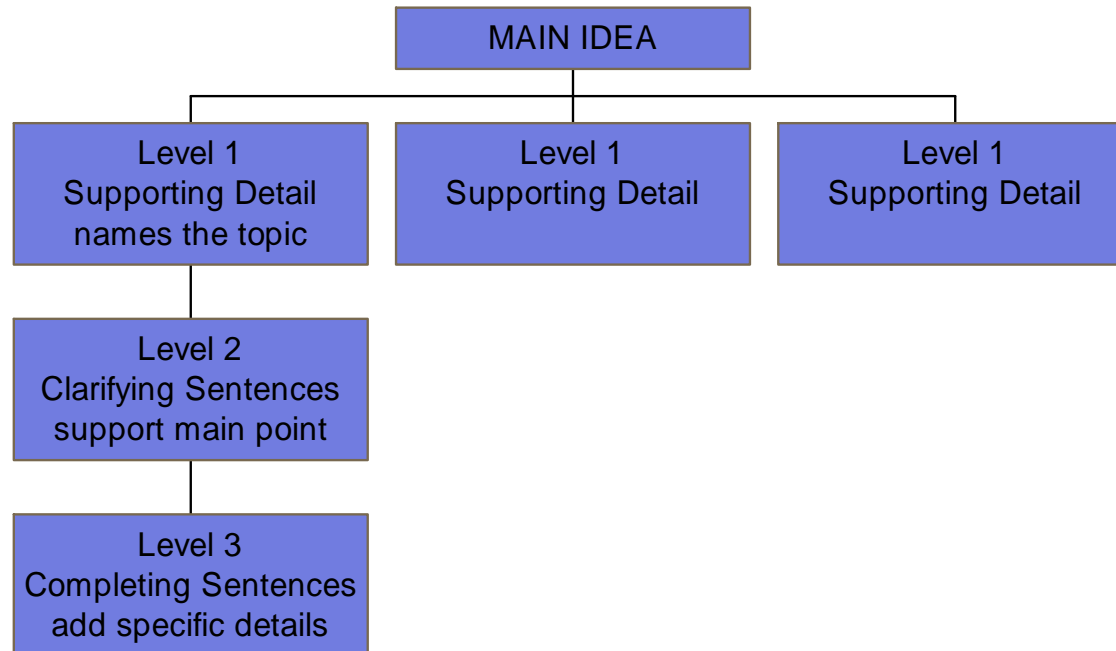 MAIN IDEA
Level 1
Supporting Detail
names the topic
Level 1
Supporting Detail
Level 1
Supporting Detail
Level 2
Clarifying Sentences
support main point
Level 3
Completing Sentences
add specific details